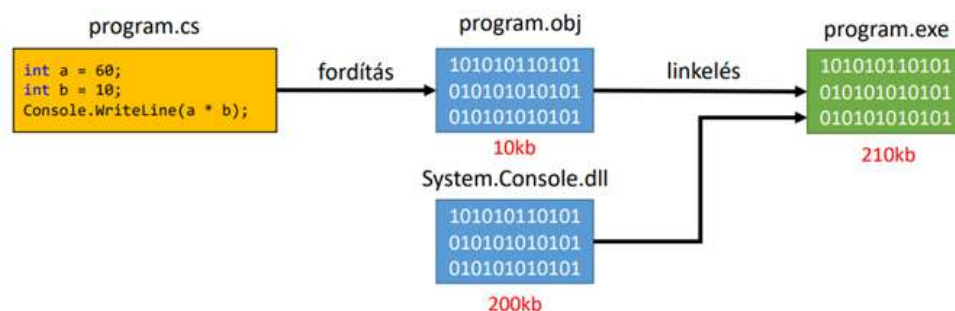 program.cs
int a = 60;
int b = 10;
Console.WriteLine(a * b);
fordítás
program.obj
101010110101
010101010101
010101010101
10kb
System.Console.dll
101010110101
010101010101
010101010101
200kb
linkelés
program.exe
101010110101
010101010101
010101010101
210kb